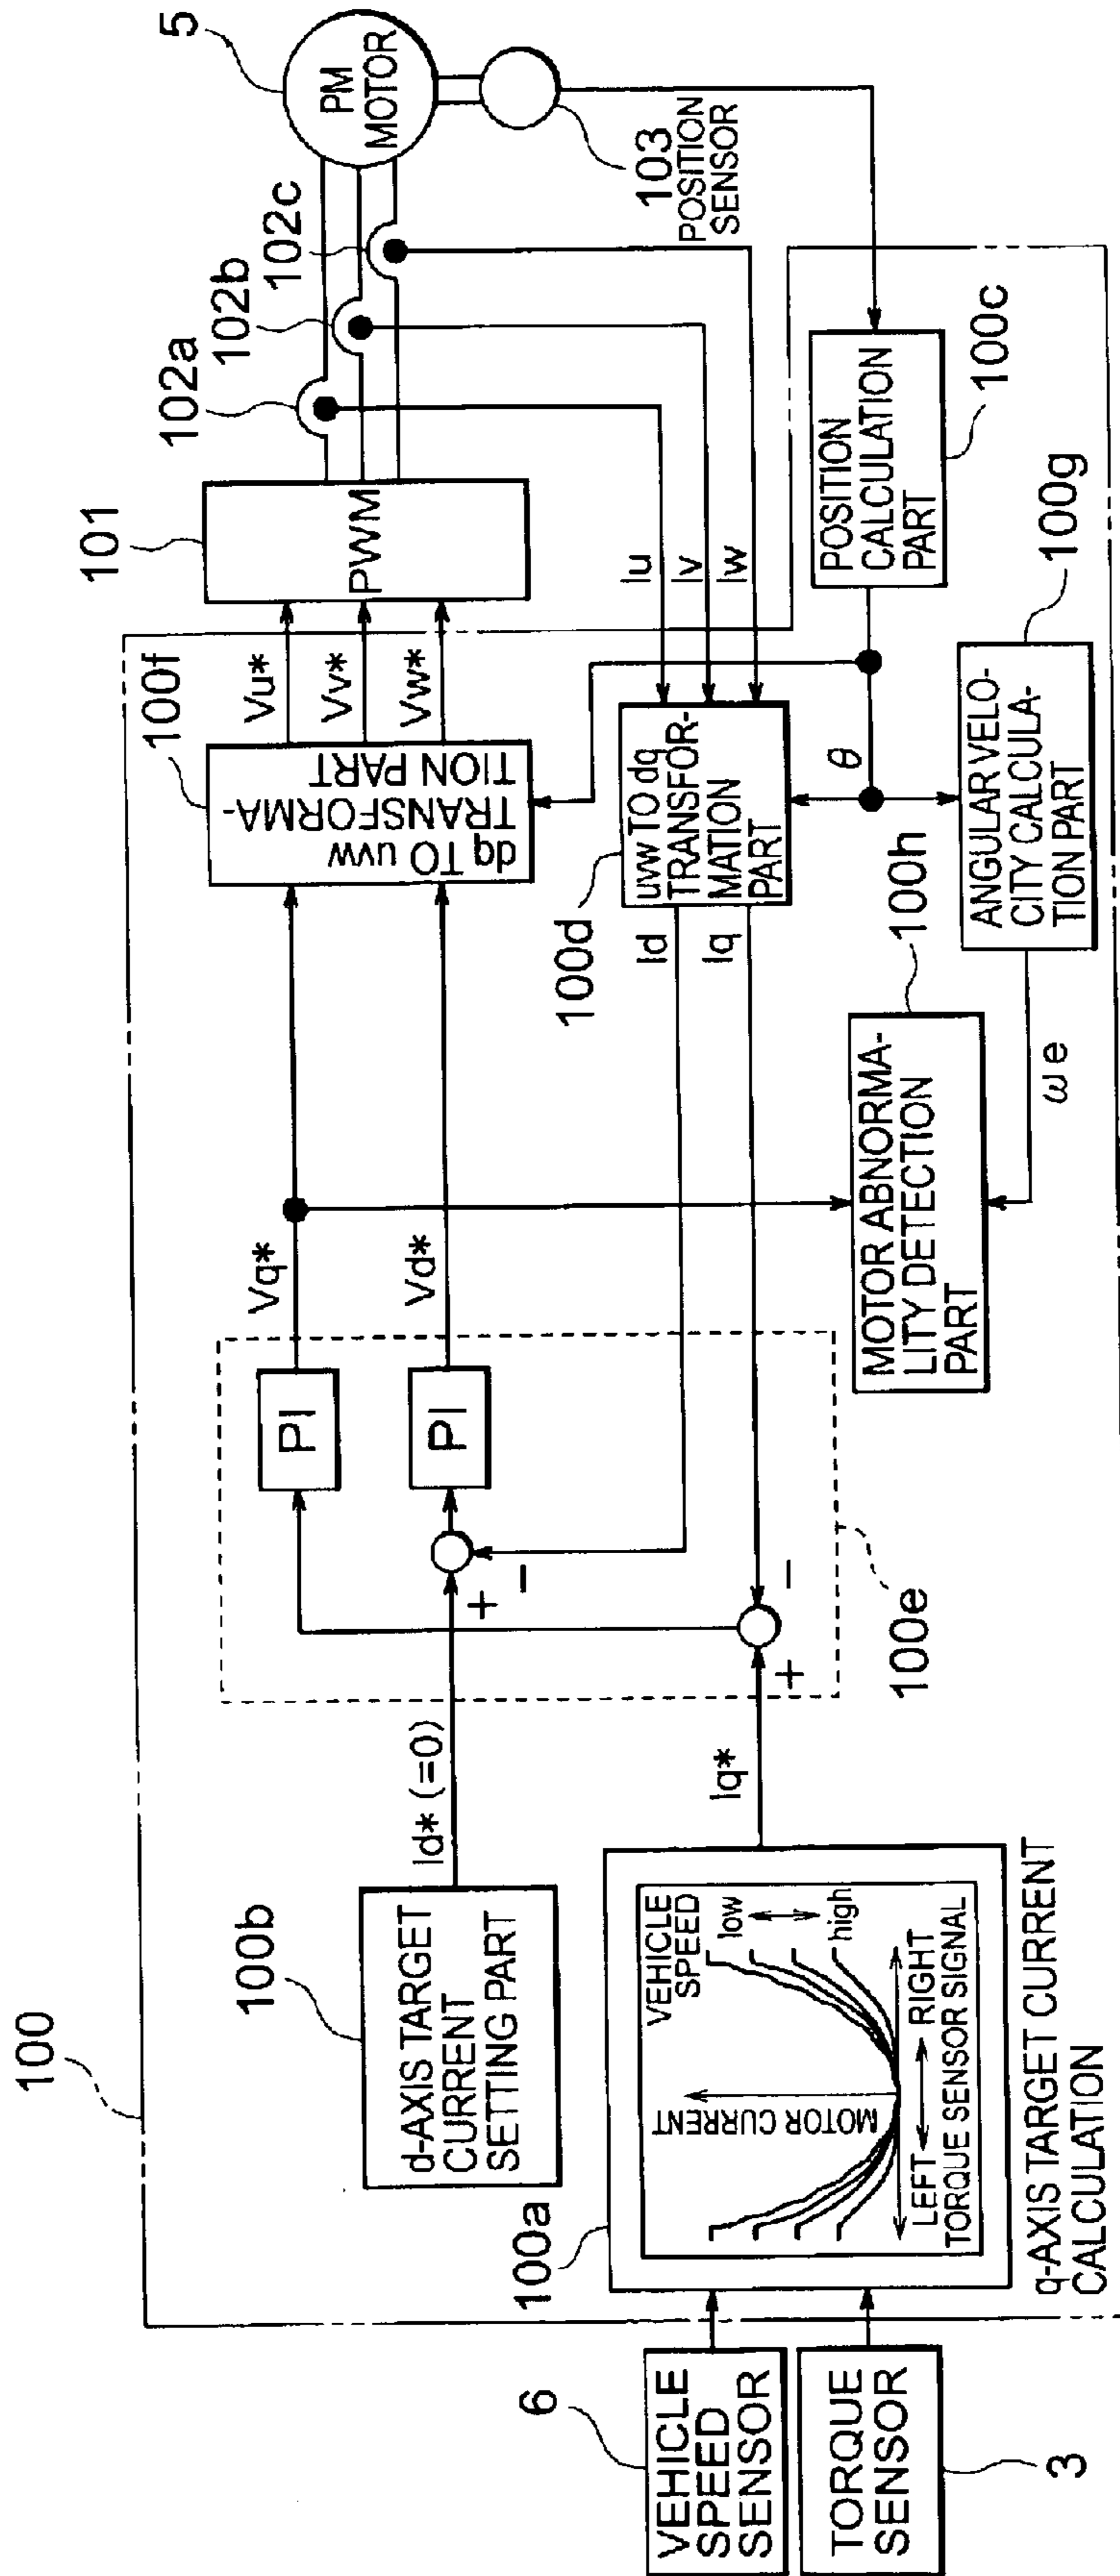 100
6
VEHICLE
SPEED
SENSOR
TORQUE
SENSOR
3
100a
MOTOR CURRENT
VEHICLE
SPEED
low
high
LEFT
RIGHT
TORQUE SENSOR SIGNAL
q-AXIS TARGET CURRENT
CALCULATION
100b
d-AXIS TARGET
CURRENT
SETTING PART
Id* (=0)
Iq*
+
−
+
−
100e
PI
PI
Vq*
Vd*
100f
dq TO uvw
TRANSFORMA-
TION PART
Vu*
Vv*
Vw*
101
PWM
102a
102b
102c
5
PM
MOTOR
103
POSITION
SENSOR
Iu
Iv
Iw
100d
uvw TO dq
TRANSFOR-
MATION
PART
Id
Iq
θ
POSITION
CALCULATION
PART
100c
100g
ANGULAR VELO-
CITY CALCULA-
TION PART
ωe
100h
MOTOR ABNORMA-
LITY DETECTION
PART